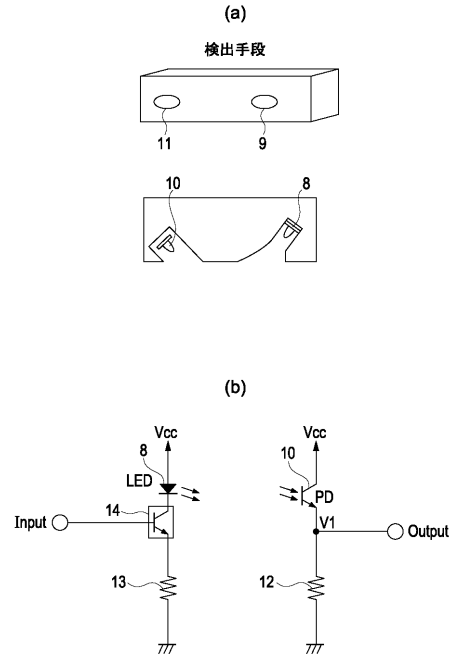 (a)
検出手段
11
9
10
8
(b)
Vcc
Vcc
8
10
LED
PD
14
Input
V1
Output
13
12